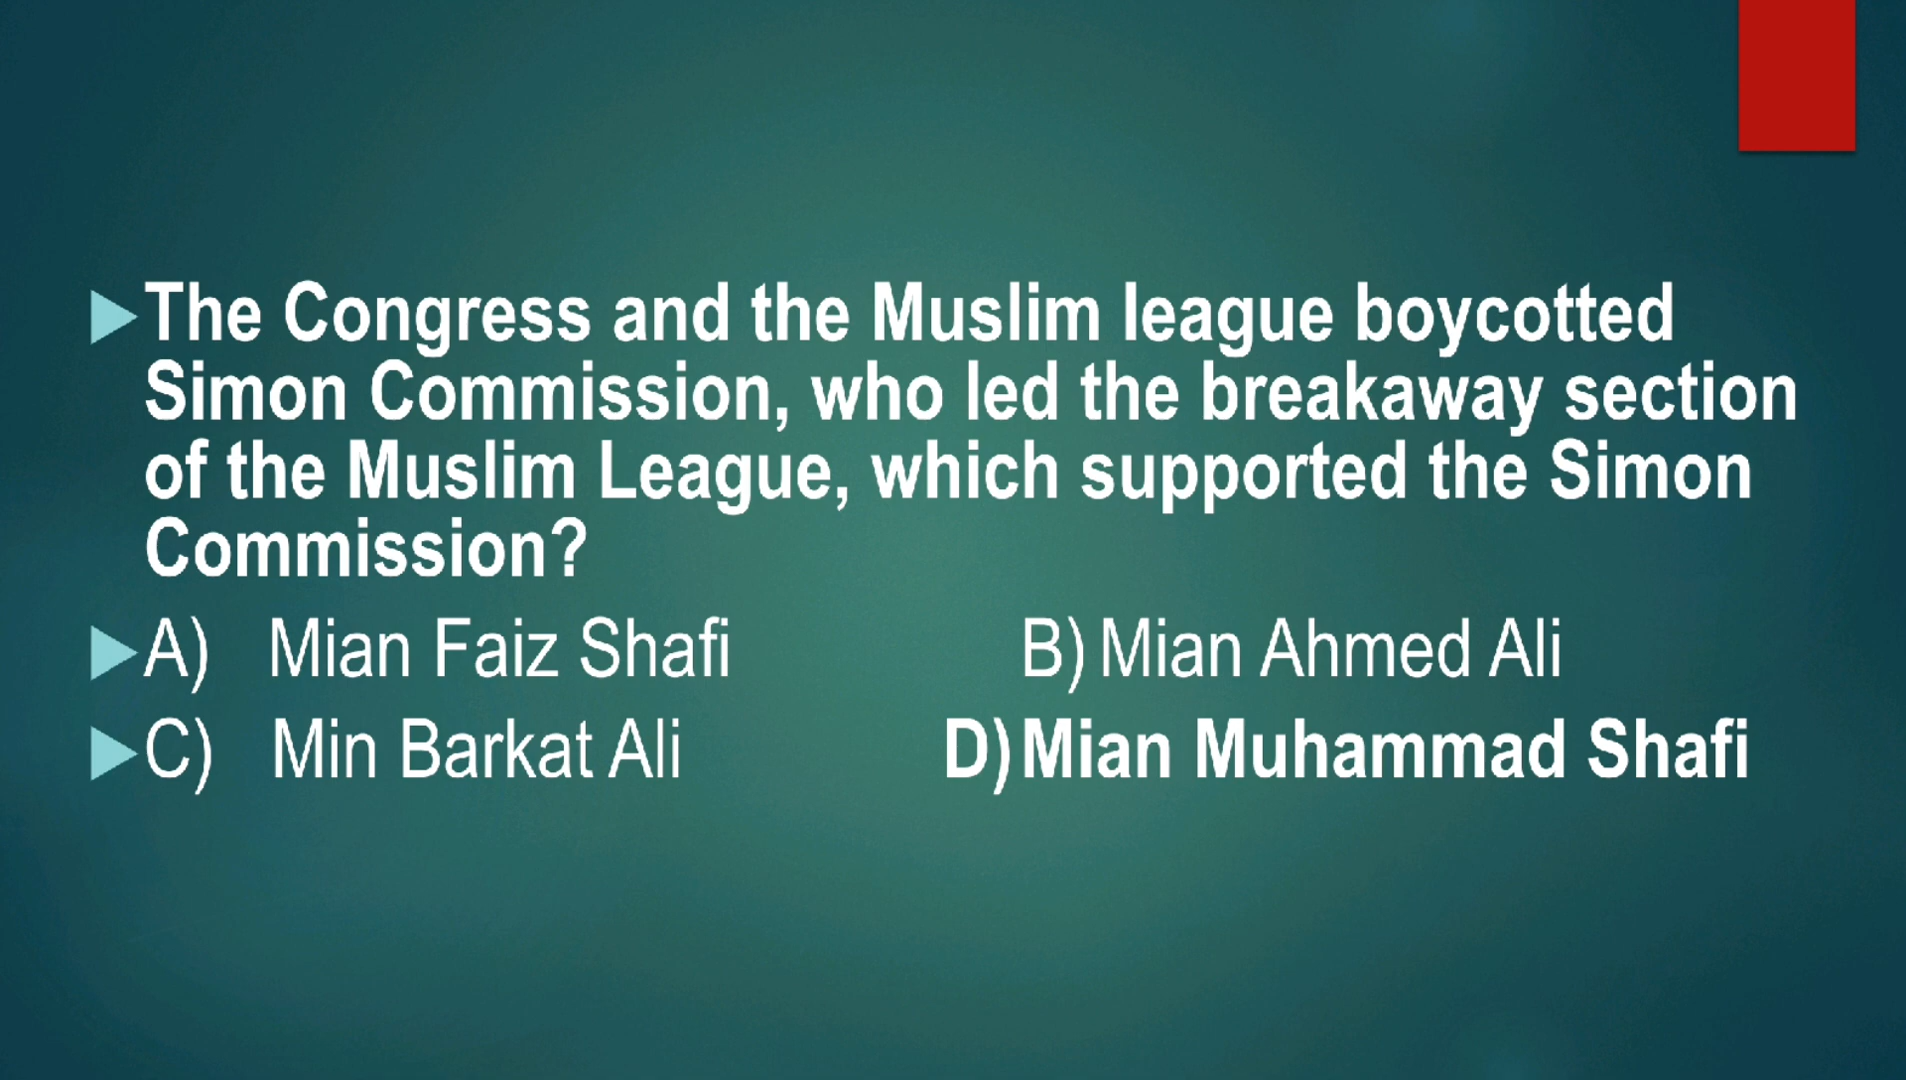 The Congress and the Muslim league boycotted
Simon Commission, who led the breakaway section
of the Muslim League, which supported the Simon
Commission?
A) Mian Faiz Shafi B) Mian Ahmed Ali
C) Min Barkat Ali D) Mian Muhammad Shafi